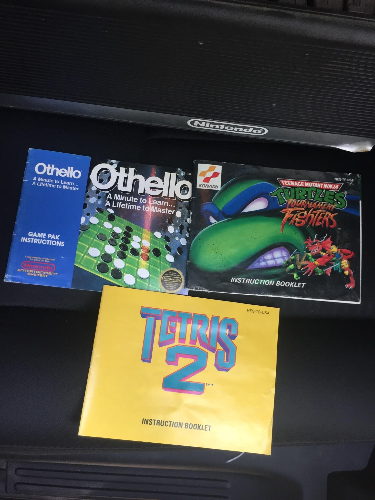 Nintendo
Othello
A Minute to Learn...
A Lifetime to Master
GAME PAK
INSTRUCTIONS
Nintendo
Othello
A Minute to Learn...
A Lifetime to Master
KONAMI
TEENAGE MUTANT NINJA
TURTLES
TOURNAMENT
FIGHTERS
INSTRUCTION BOOKLET
TETRIS
2
INSTRUCTION BOOKLET